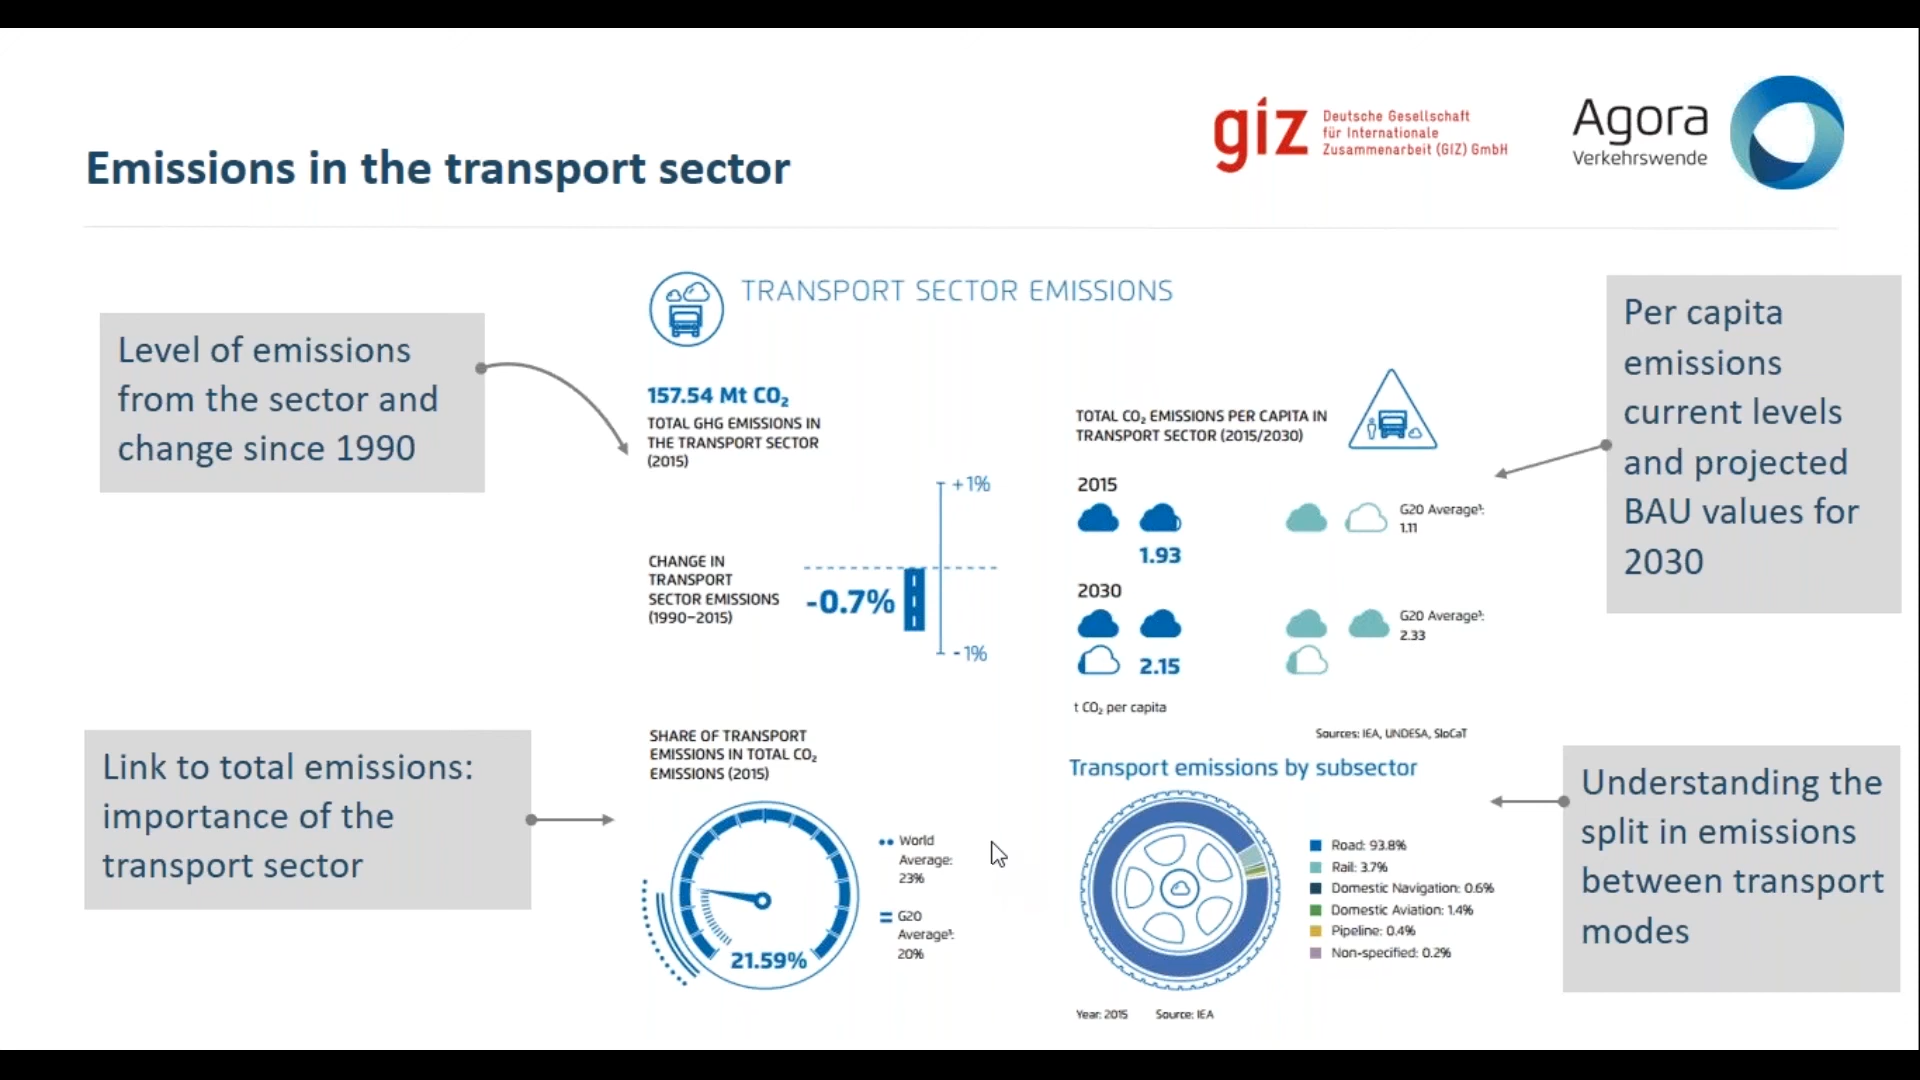 Emissions in the transport sector
giz
Deutsche Gesellschaft
für Internationale
Zusammenarbeit (GIZ) GmbH
Agora
Verkehrswende
Level of emissions
from the sector and
change since 1990
TRANSPORT SECTOR EMISSIONS
157.54 Mt CO₂
TOTAL GHG EMISSIONS IN
THE TRANSPORT SECTOR
(2015)
CHANGE IN
TRANSPORT
SECTOR EMISSIONS
(1990–2015)
-0.7%
+1%
-1%
TOTAL CO₂ EMISSIONS PER CAPITA IN
TRANSPORT SECTOR (2015/2030)
2015
1.93
G20 Average¹:
1.11
2030
2.15
G20 Average¹:
2.33
t CO₂ per capita
Sources: IEA, UNDESA, SloCaT
Per capita
emissions
current levels
and projected
BAU values for
2030
Link to total emissions:
importance of the
transport sector
SHARE OF TRANSPORT
EMISSIONS IN TOTAL CO₂
EMISSIONS (2015)
21.59%
World
Average:
23%
G20
Average¹:
20%
Transport emissions by subsector
Road: 93.8%
Rail: 3.7%
Domestic Navigation: 0.6%
Domestic Aviation: 1.4%
Pipeline: 0.4%
Non-specified: 0.2%
Year: 2015 Source: IEA
Understanding the
split in emissions
between transport
modes